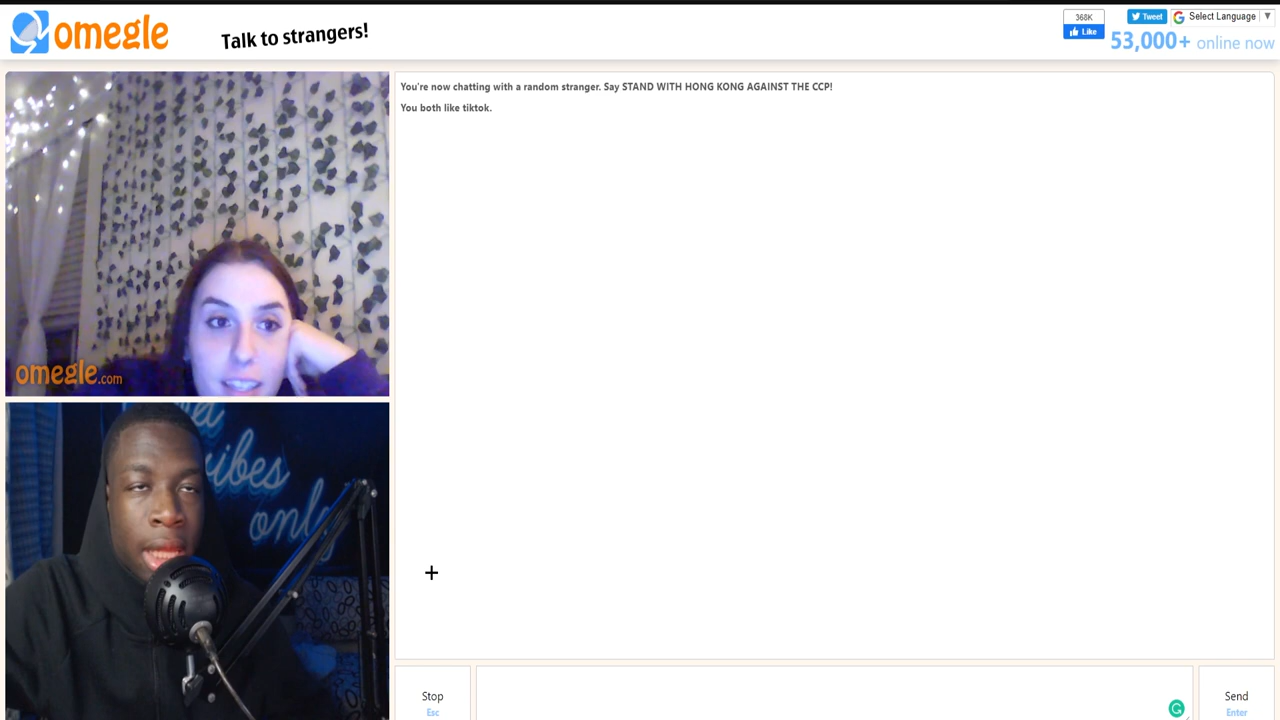 omegle
Talk to strangers!
368K
Like
Tweet
Select Language
53,000+ online now
You're now chatting with a random stranger. Say STAND WITH HONG KONG AGAINST THE CCP!
You both like tiktok.
omegle.com
vibes
only
Stop
Esc
Send
Enter